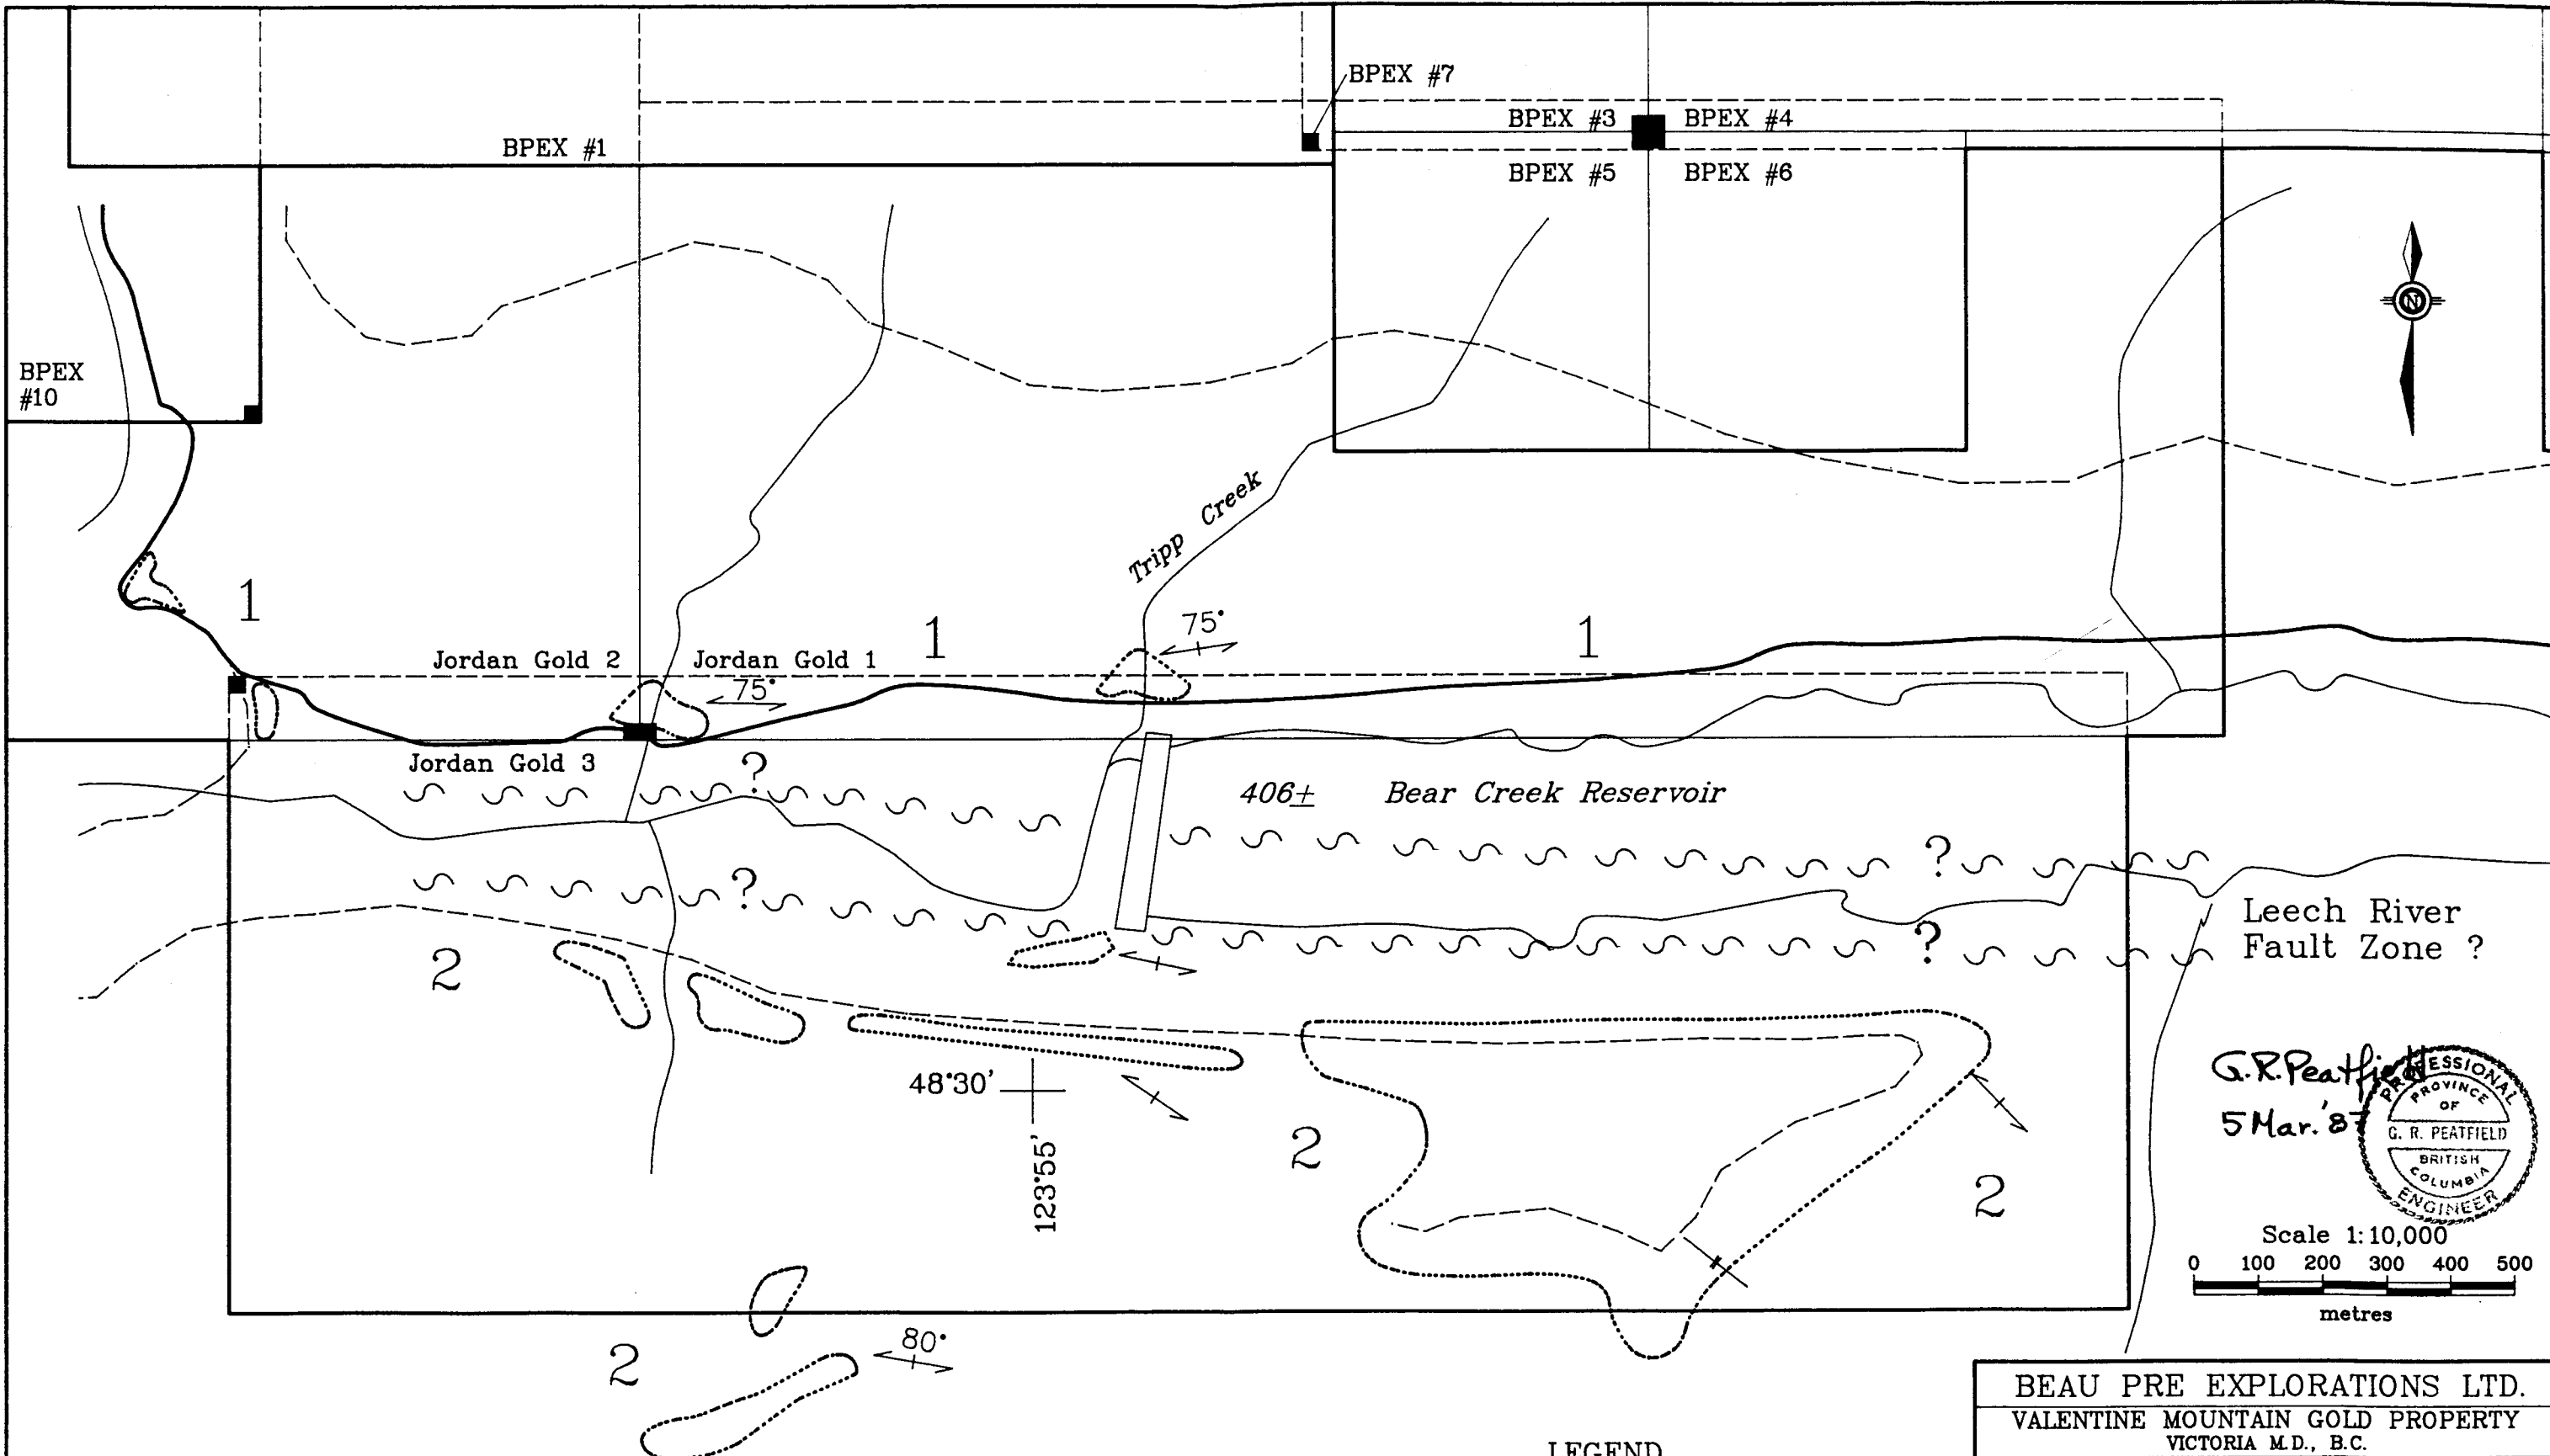 BPEX #7
BPEX #3
BPEX #4
BPEX #1
BPEX #5
BPEX #6
N
BPEX
#10
Tripp Creek
1
1
1
75°
Jordan Gold 2
Jordan Gold 1
75°
Jordan Gold 3
?
406±
Bear Creek Reservoir
?
?
?
Leech River
Fault Zone ?
2
48°30'
123°55'
2
2
G.R.Peatfield
5 Mar. '87
PROFESSIONAL
PROVINCE
OF
G. R. PEATFIELD
BRITISH
COLUMBIA
ENGINEER
Scale 1:10,000
0 100 200 300 400 500
metres
2
80°
BEAU PRE EXPLORATIONS LTD.
VALENTINE MOUNTAIN GOLD PROPERTY
VICTORIA M.D., B.C.
LEGEND